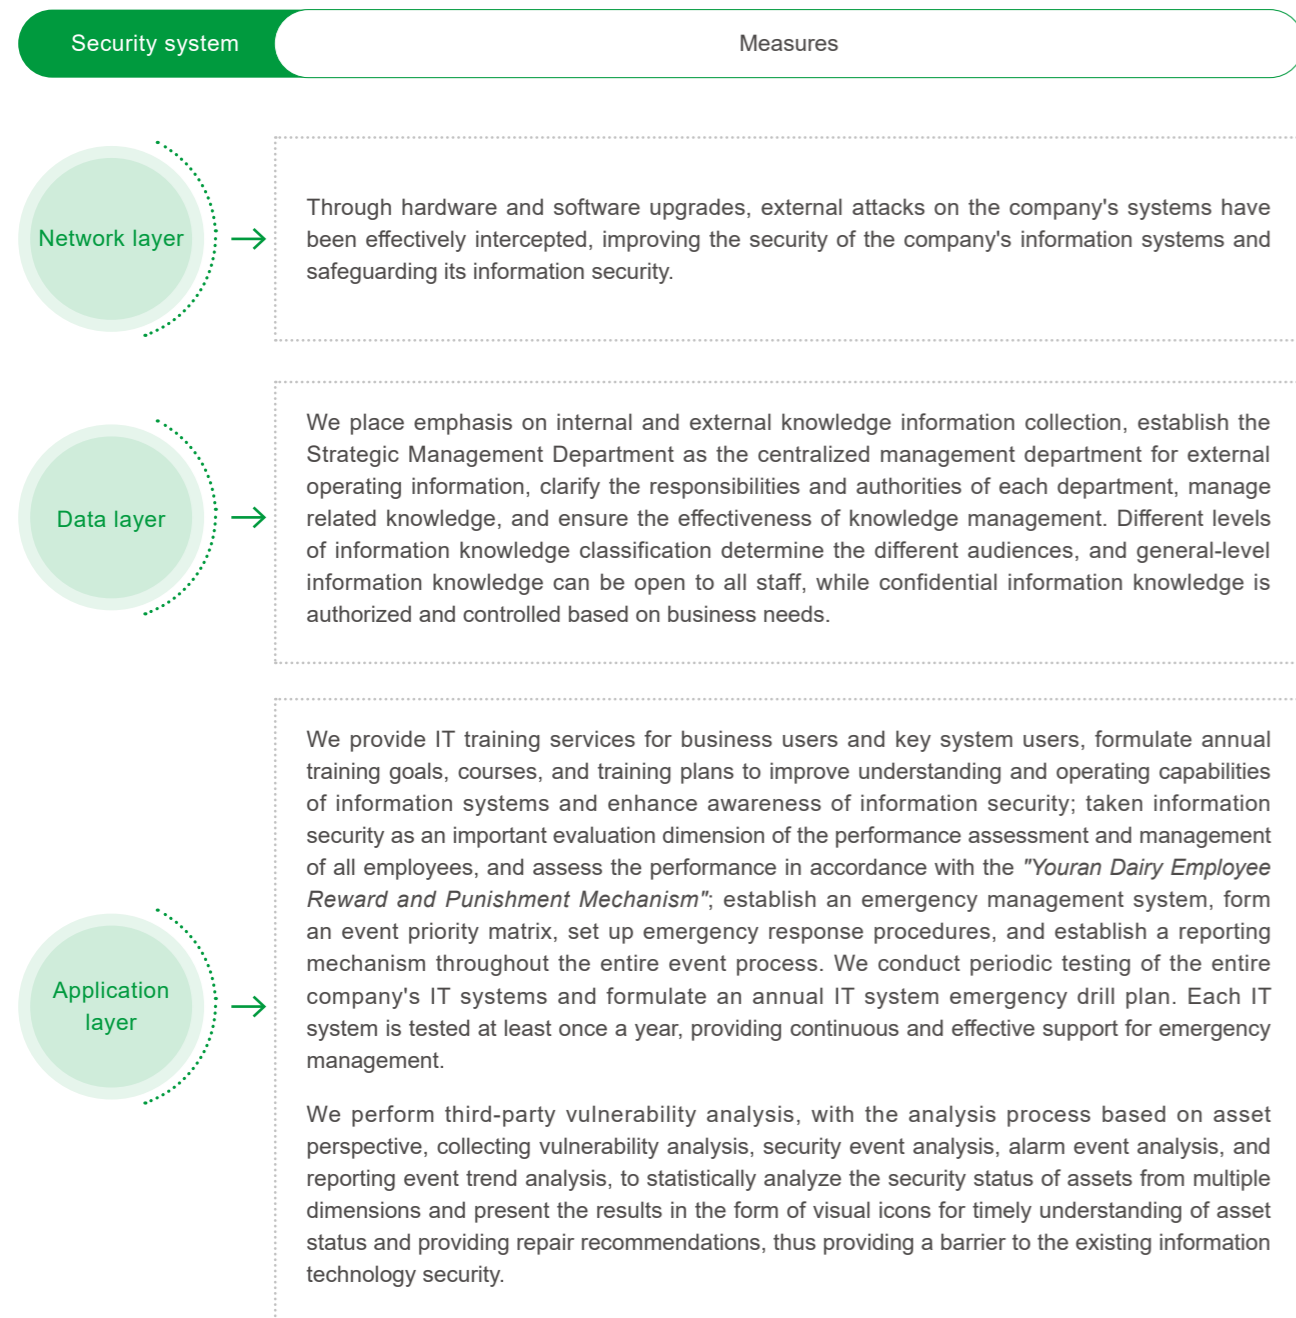 Security system
Measures
Network layer
Through hardware and software upgrades, external attacks on the company's systems have
been effectively intercepted, improving the security of the company's information systems and
safeguarding its information security.
Data layer
We place emphasis on internal and external knowledge information collection, establish the
Strategic Management Department as the centralized management department for external
operating information, clarify the responsibilities and authorities of each department, manage
related knowledge, and ensure the effectiveness of knowledge management. Different levels
of information knowledge classification determine the different audiences, and general-level
information knowledge can be open to all staff, while confidential information knowledge is
authorized and controlled based on business needs.
Application
layer
We provide IT training services for business users and key system users, formulate annual
training goals, courses, and training plans to improve understanding and operating capabilities
of information systems and enhance awareness of information security; taken information
security as an important evaluation dimension of the performance assessment and management
of all employees, and assess the performance in accordance with the "Youran Dairy Employee
Reward and Punishment Mechanism"; establish an emergency management system, form
an event priority matrix, set up emergency response procedures, and establish a reporting
mechanism throughout the entire event process. We conduct periodic testing of the entire
company's IT systems and formulate an annual IT system emergency drill plan. Each IT
system is tested at least once a year, providing continuous and effective support for emergency
management.
We perform third-party vulnerability analysis, with the analysis process based on asset
perspective, collecting vulnerability analysis, security event analysis, alarm event analysis, and
reporting event trend analysis, to statistically analyze the security status of assets from multiple
dimensions and present the results in the form of visual icons for timely understanding of asset
status and providing repair recommendations, thus providing a barrier to the existing information
technology security.